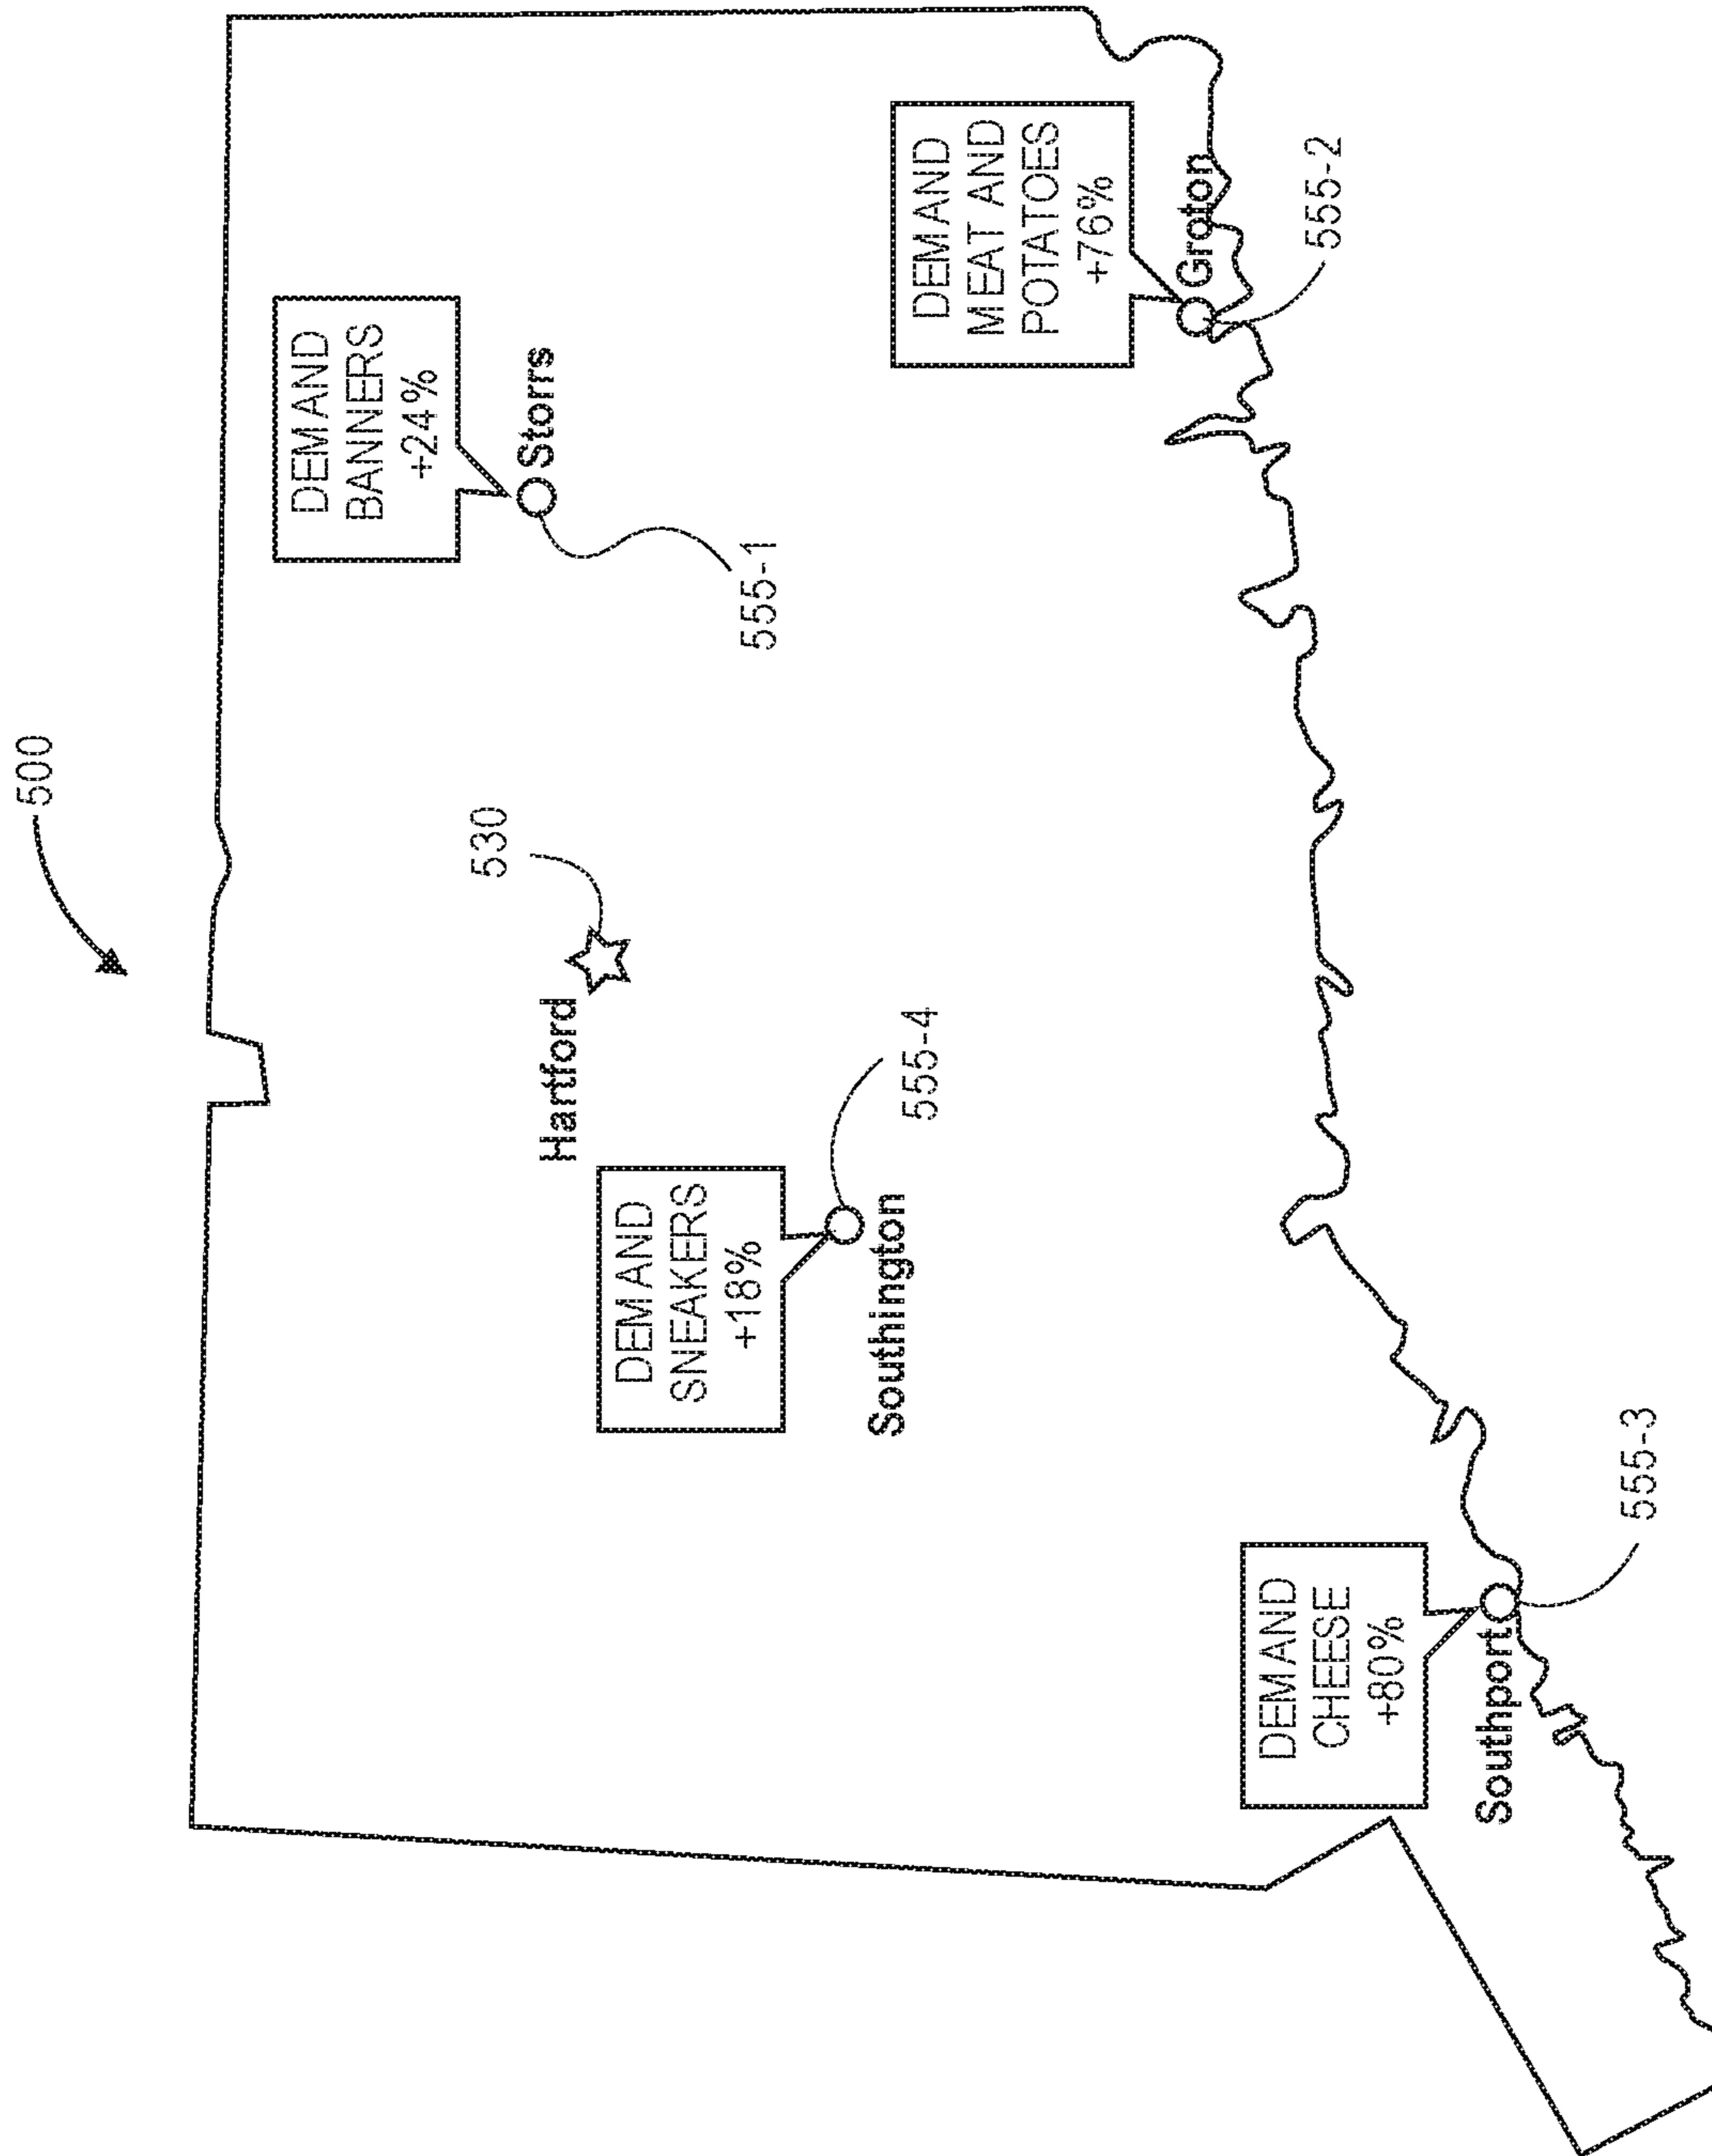 500
DEMAND
BANNERS
+24%
Storrs
555-1
530
Hartford
DEMAND
SNEAKERS
+18%
555-4
Southington
DEMAND
MEAT AND
POTATOES
+76%
Groton
555-2
DEMAND
CHEESE
+80%
Southport
555-3